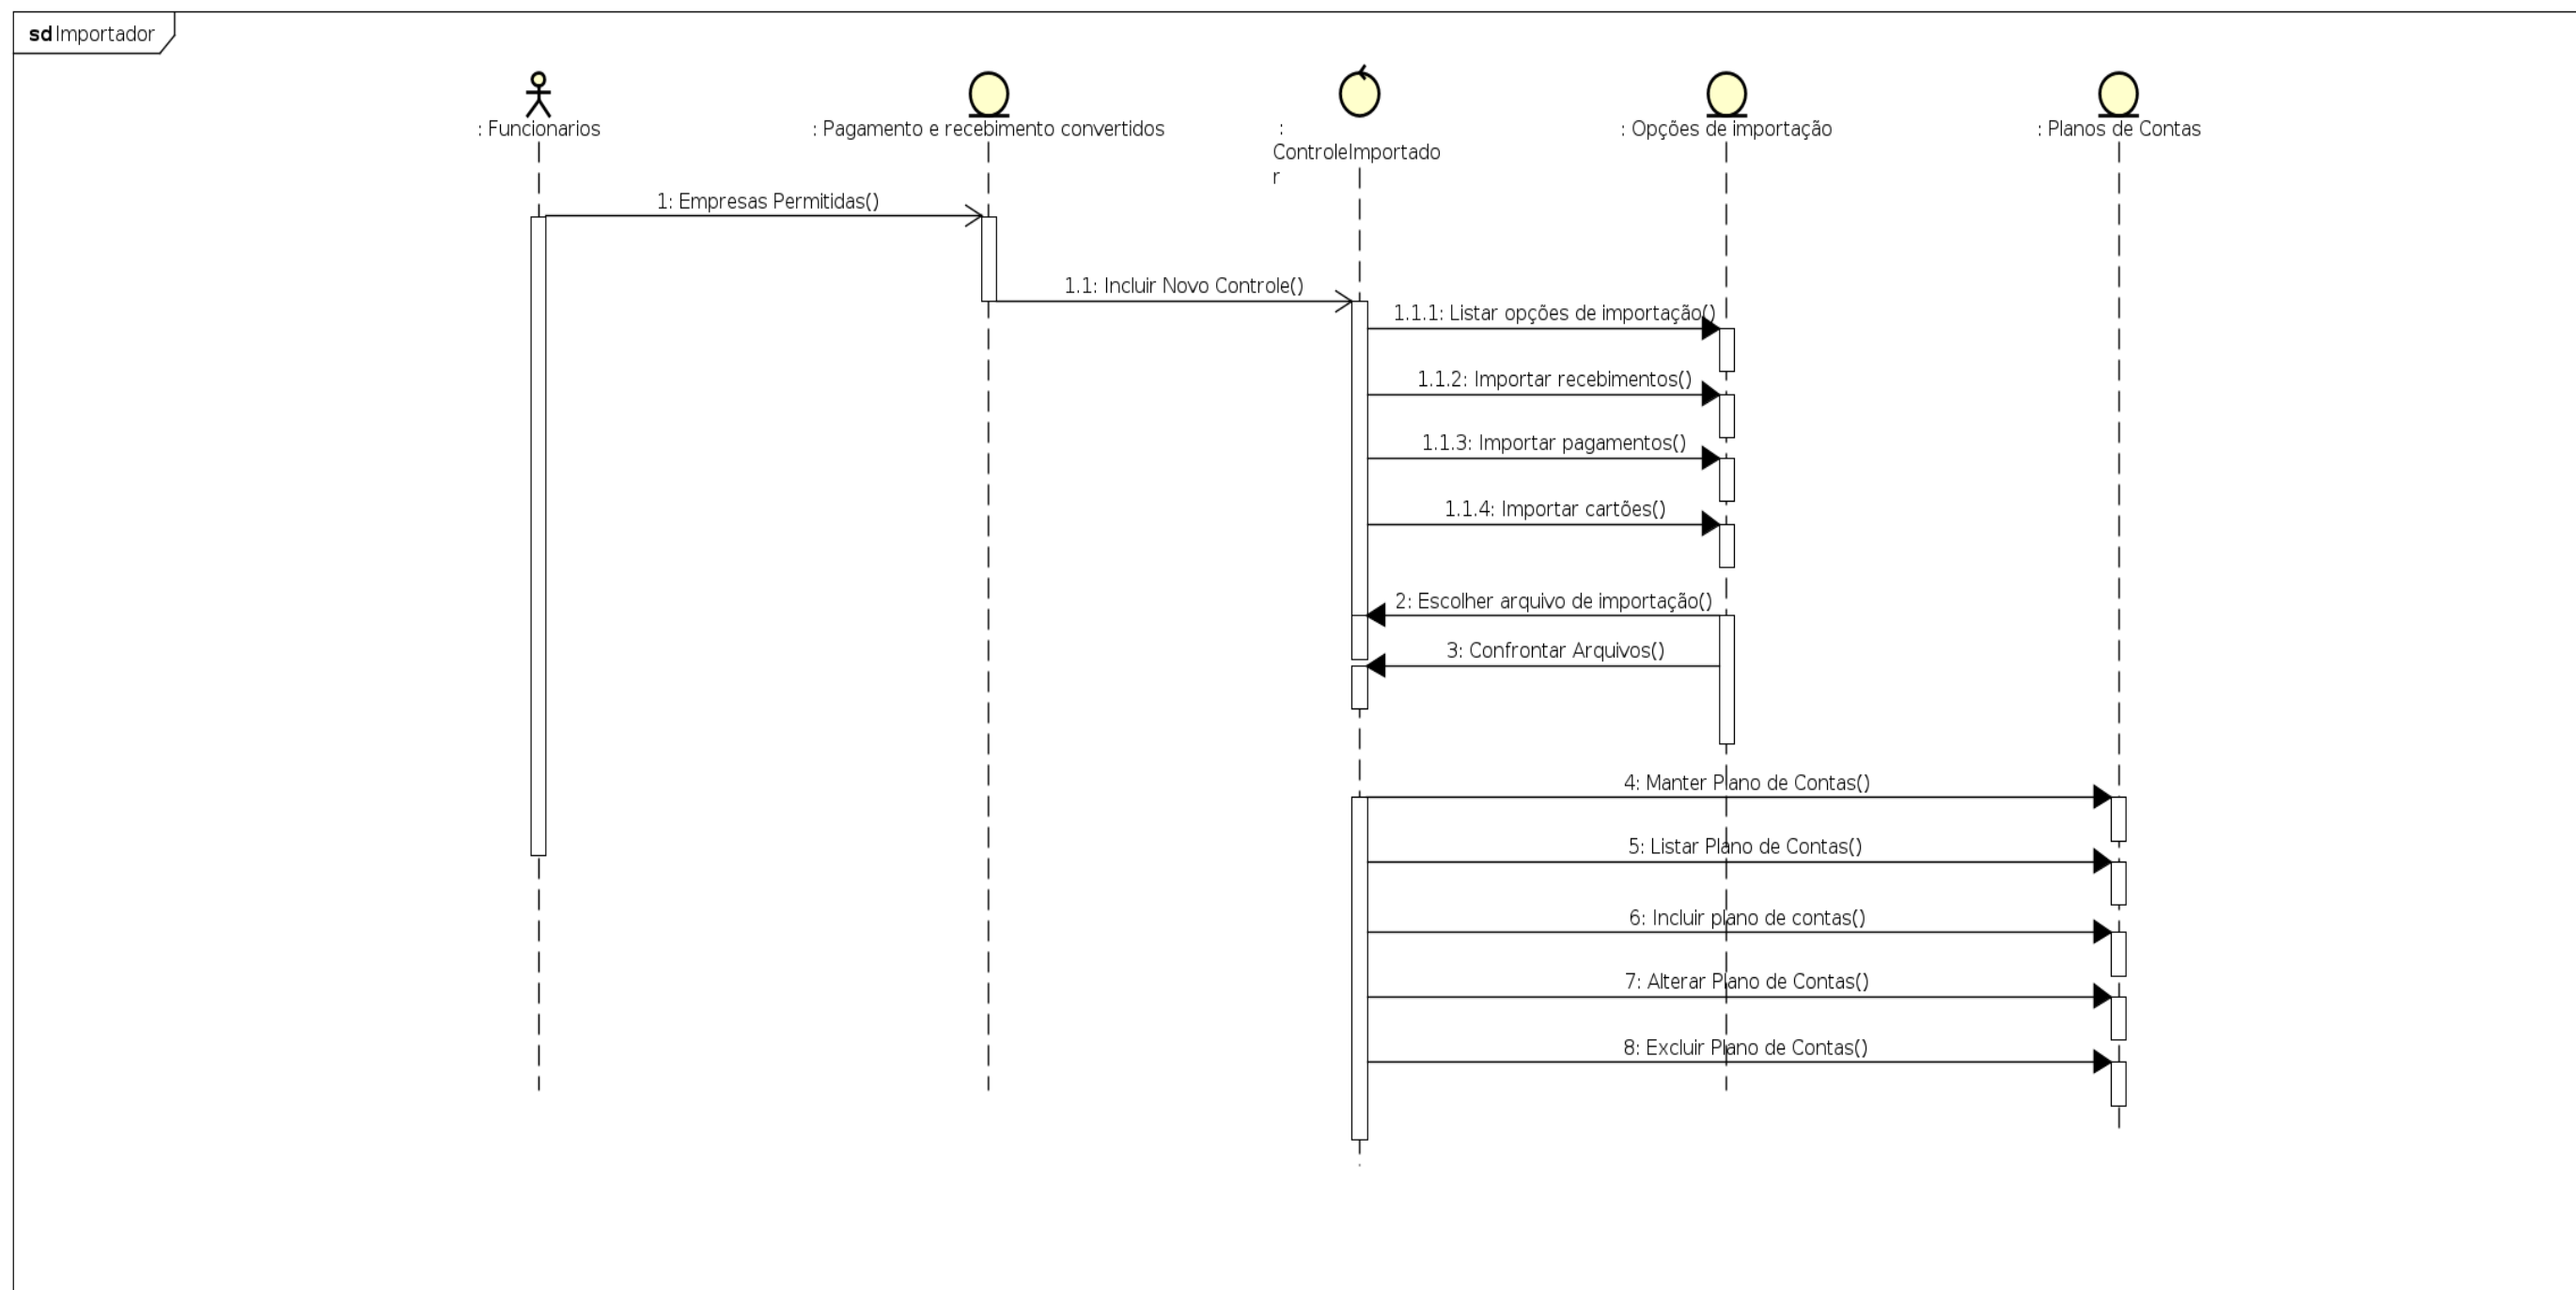 sd Importador
: Funcionarios
: Pagamento e recebimento convertidos
:
ControleImportado
r
: Opções de importação
: Planos de Contas
1: Empresas Permitidas()
1.1: Incluir Novo Controle()
1.1.1: Listar opções de importação()
1.1.2: Importar recebimentos()
1.1.3: Importar pagamentos()
1.1.4: Importar cartões()
2: Escolher arquivo de importação()
3: Confrontar Arquivos()
4: Manter Plano de Contas()
5: Listar Plano de Contas()
6: Incluir plano de contas()
7: Alterar Plano de Contas()
8: Excluir Plano de Contas()